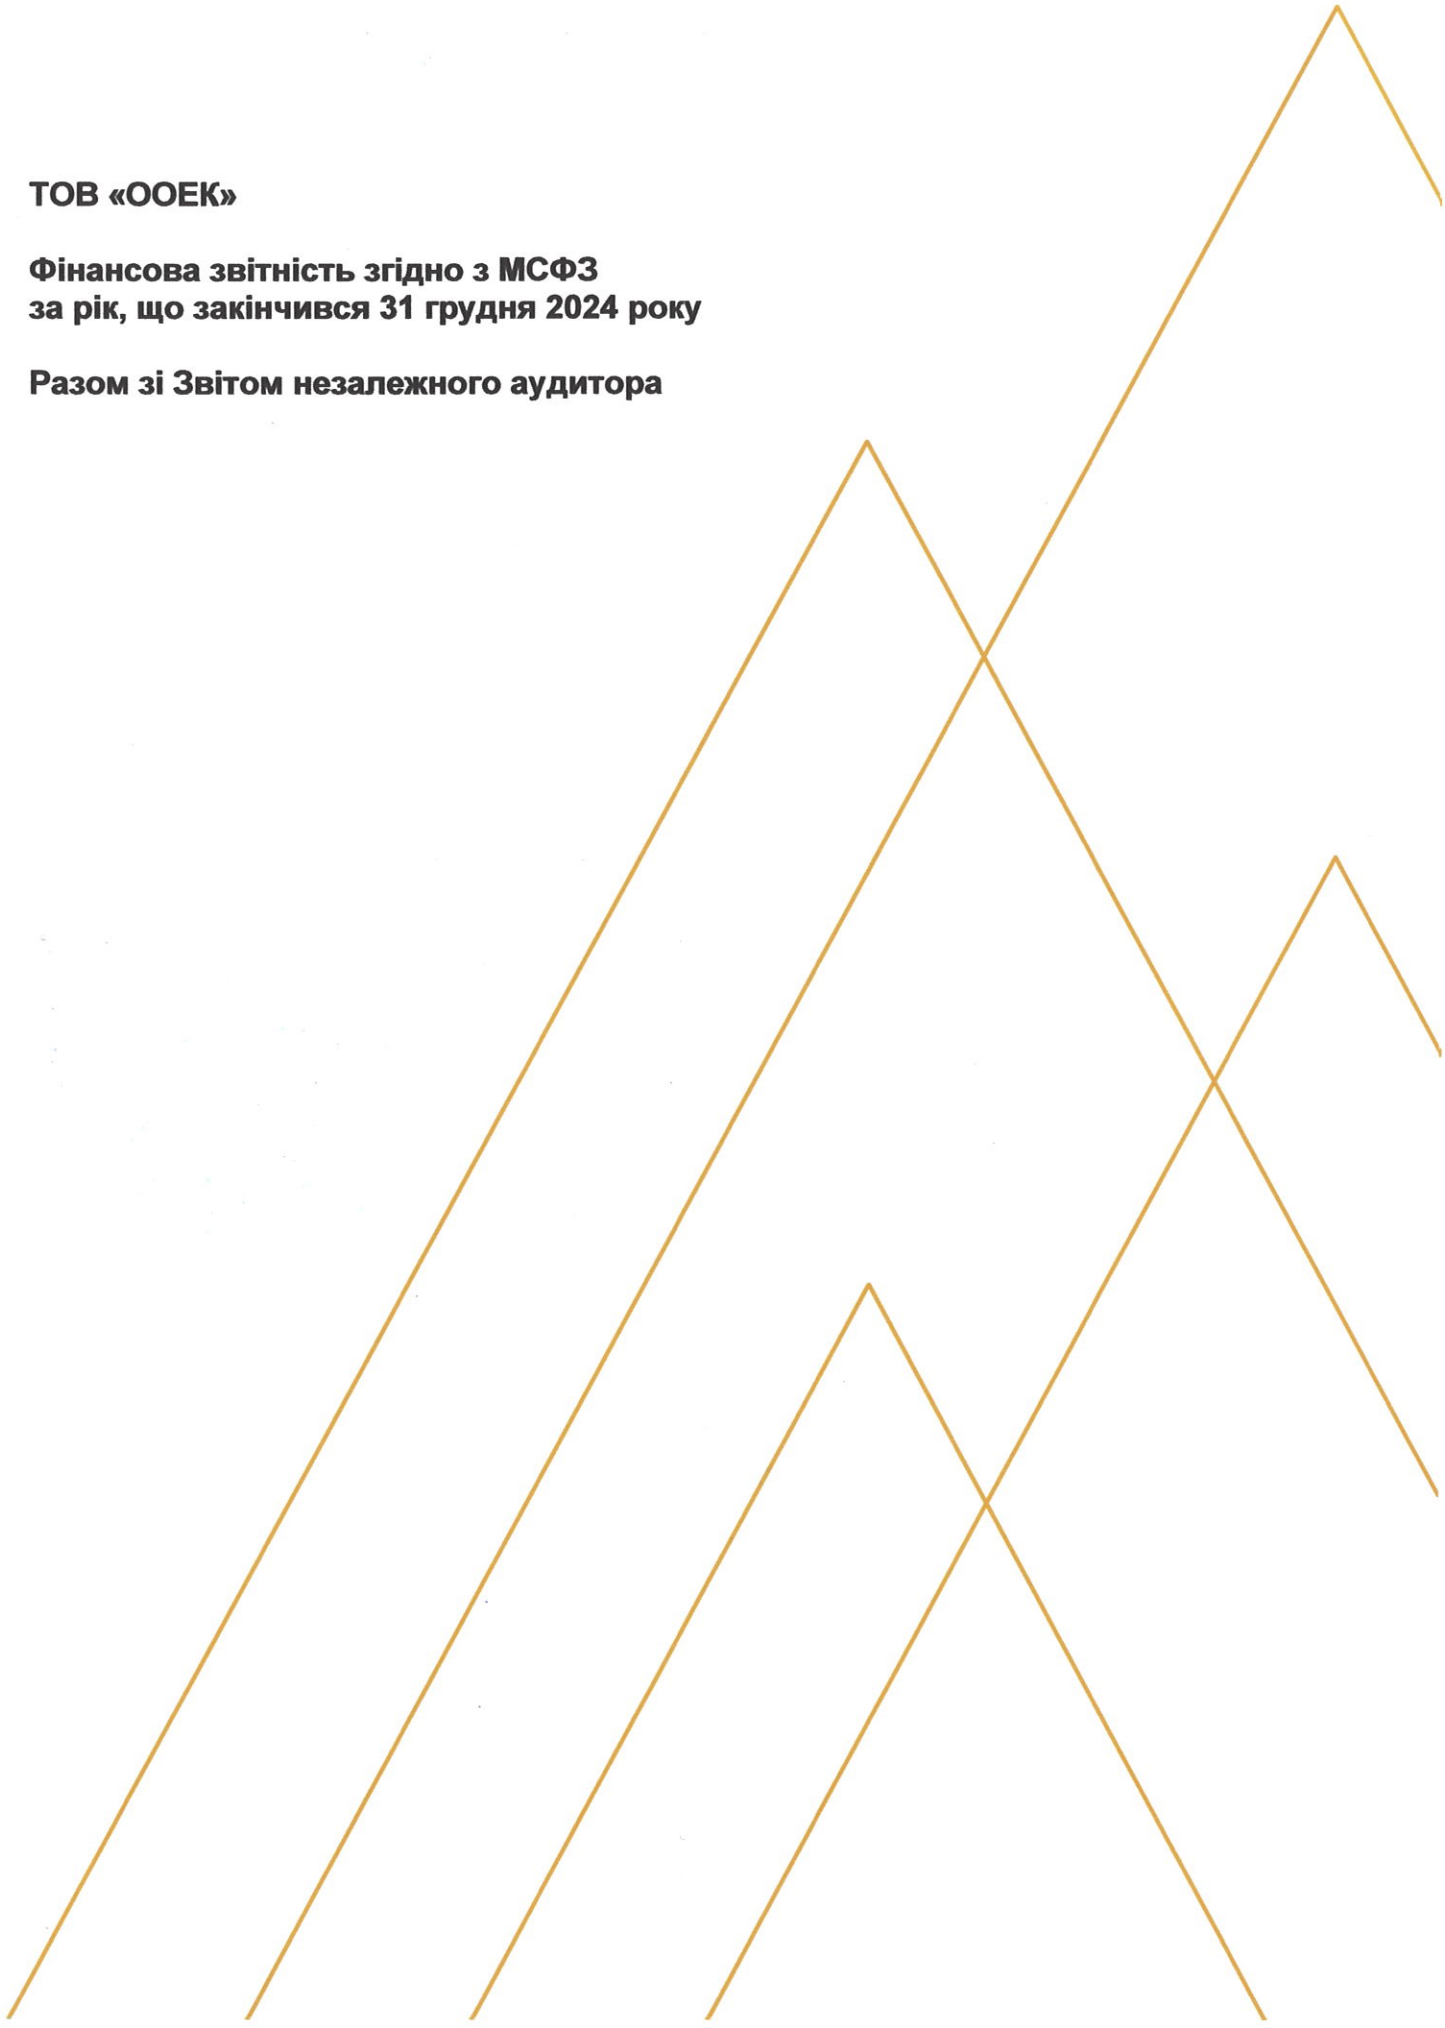 ТОВ «ООЕК»
Фінансова звітність згідно з МСФЗ
за рік, що закінчився 31 грудня 2024 року
Разом зі Звітом незалежного аудитора